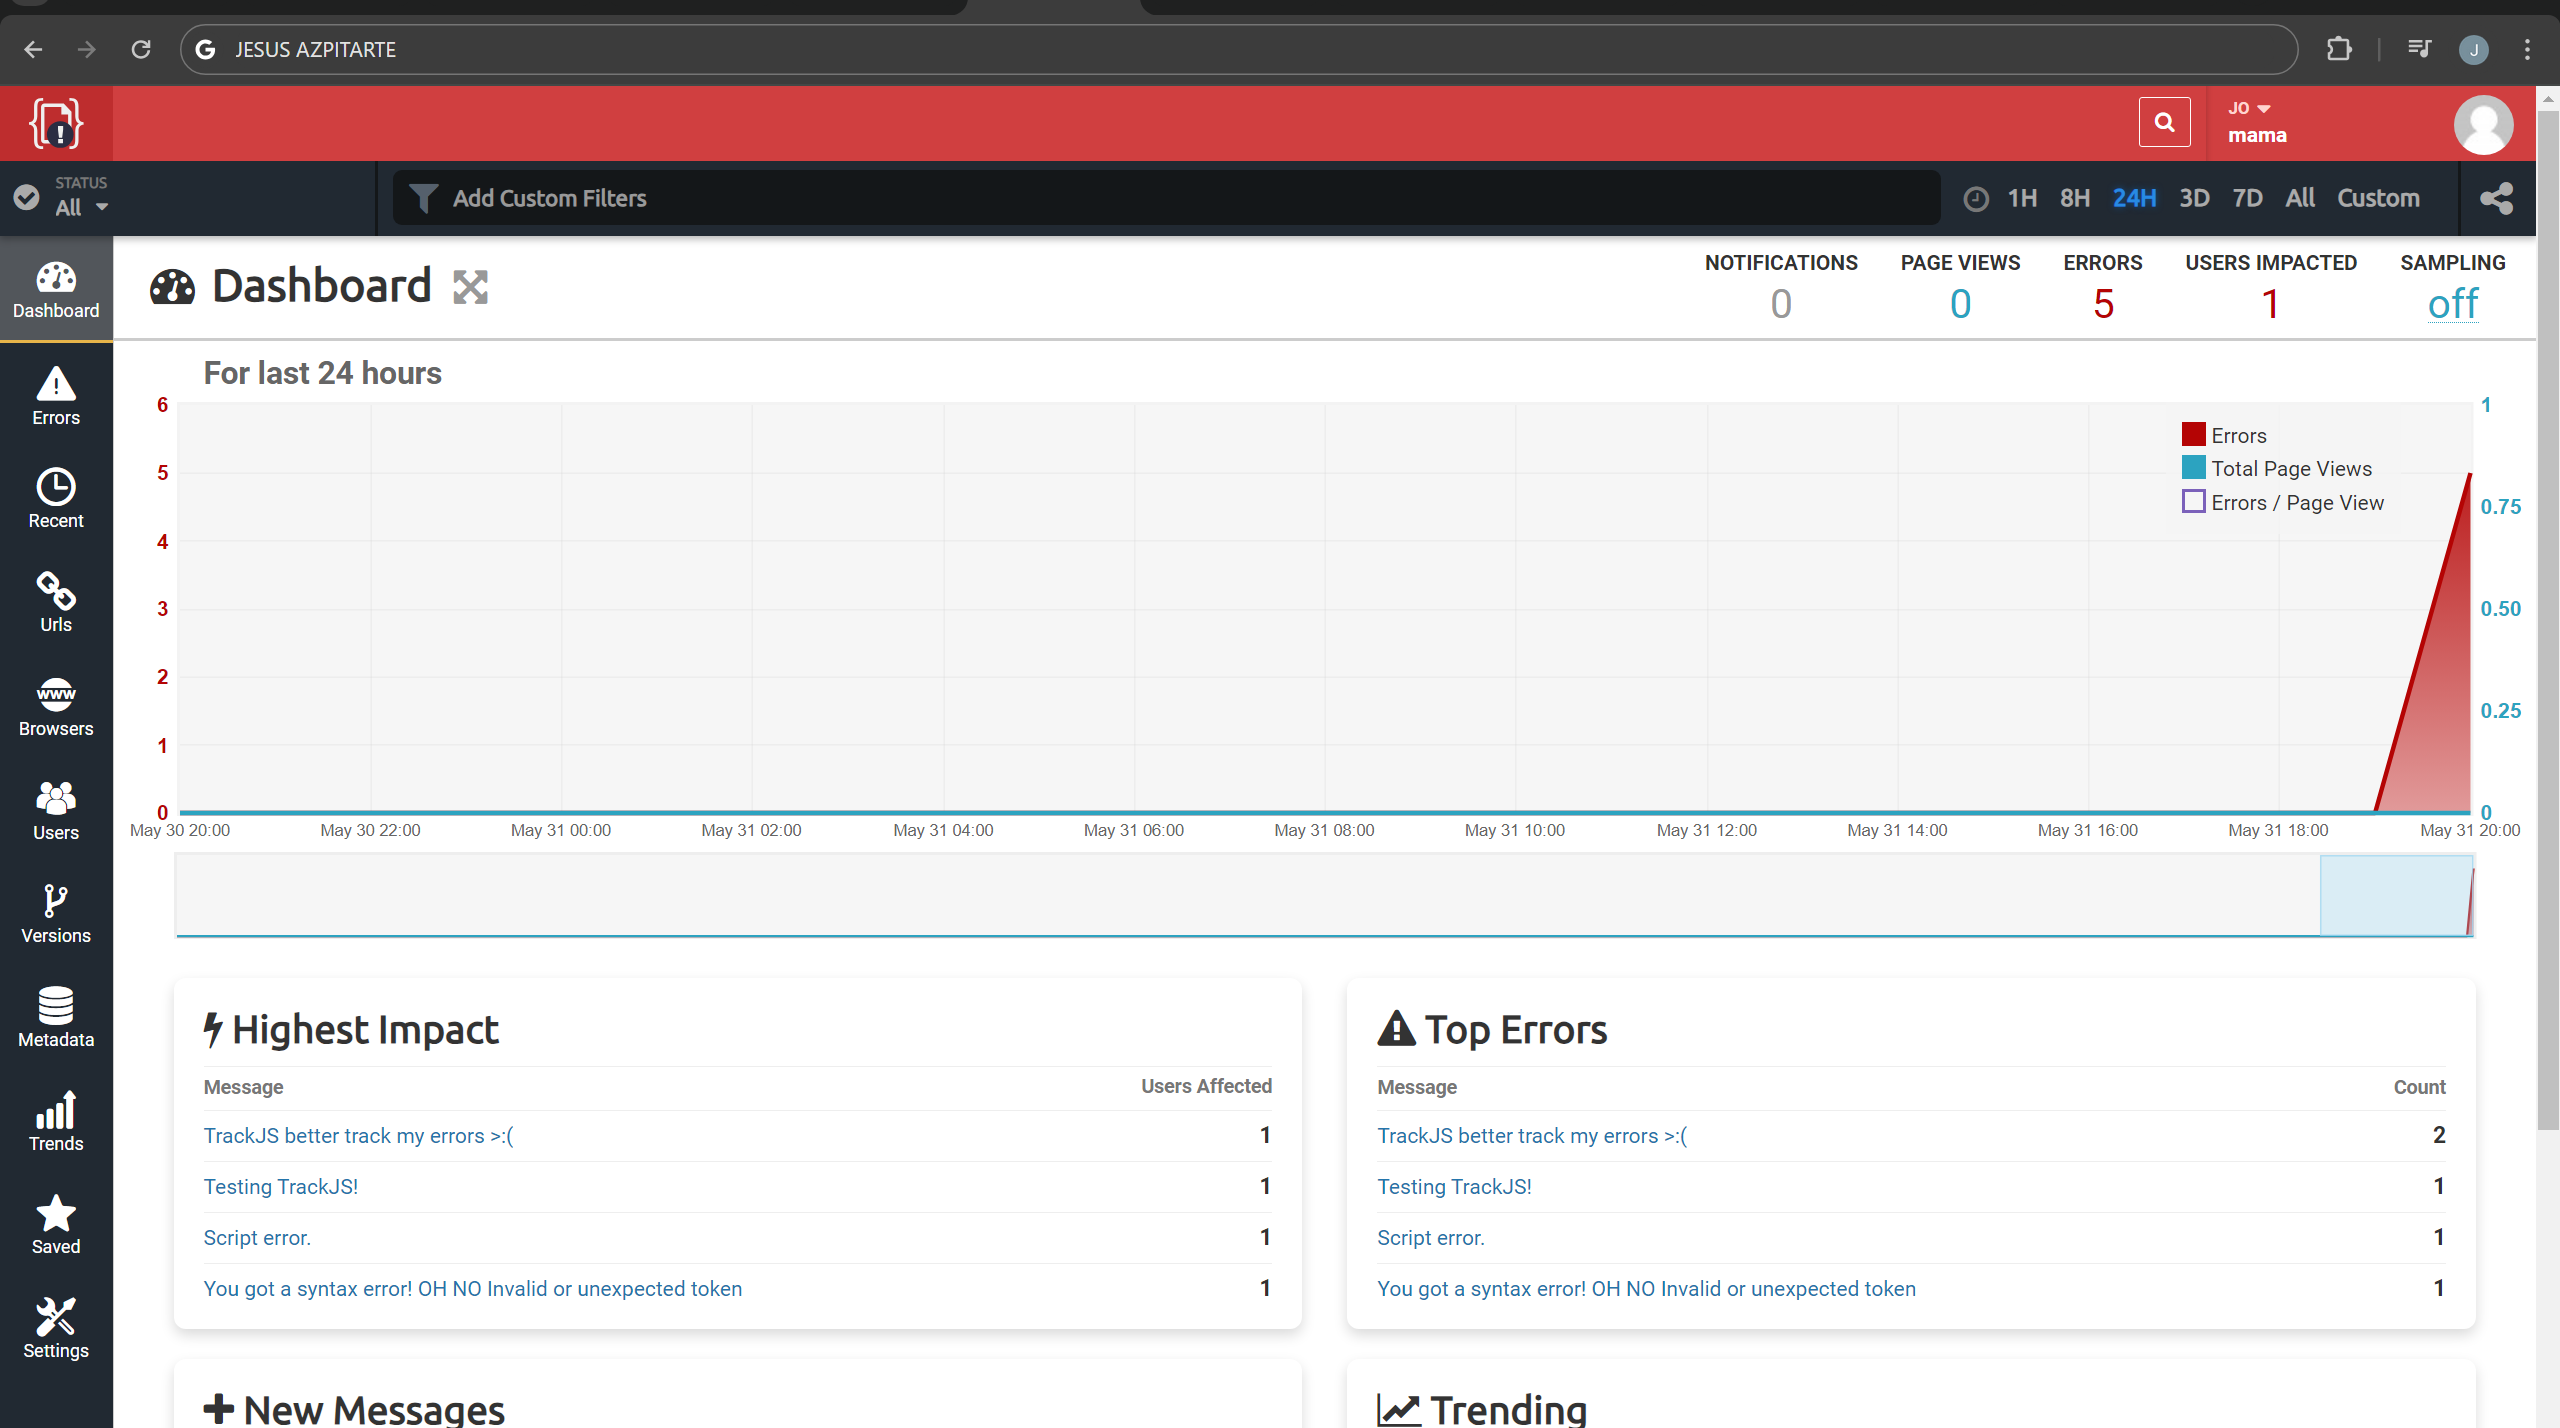 JESUS AZPITARTE
J
JO
mama
STATUS
All
Add Custom Filters
1H 8H 24H 3D 7D All Custom
Dashboard
Errors
Recent
Urls
www
Browsers
Users
Versions
Metadata
Trends
Saved
Settings
Dashboard
NOTIFICATIONS
0
PAGE VIEWS
0
ERRORS
5
USERS IMPACTED
1
SAMPLING
off
For last 24 hours
6
5
4
3
2
1
0
Errors
Total Page Views
Errors / Page View
1
0.75
0.50
0.25
0
May 30 20:00 May 30 22:00 May 31 00:00 May 31 02:00 May 31 04:00 May 31 06:00 May 31 08:00 May 31 10:00 May 31 12:00 May 31 14:00 May 31 16:00 May 31 18:00 May 31 20:00
Highest Impact
Message Users Affected
TrackJS better track my errors >:( 1
Testing TrackJS! 1
Script error. 1
You got a syntax error! OH NO Invalid or unexpected token 1
Top Errors
Message Count
TrackJS better track my errors >:( 2
Testing TrackJS! 1
Script error. 1
You got a syntax error! OH NO Invalid or unexpected token 1
New Messages
Trending